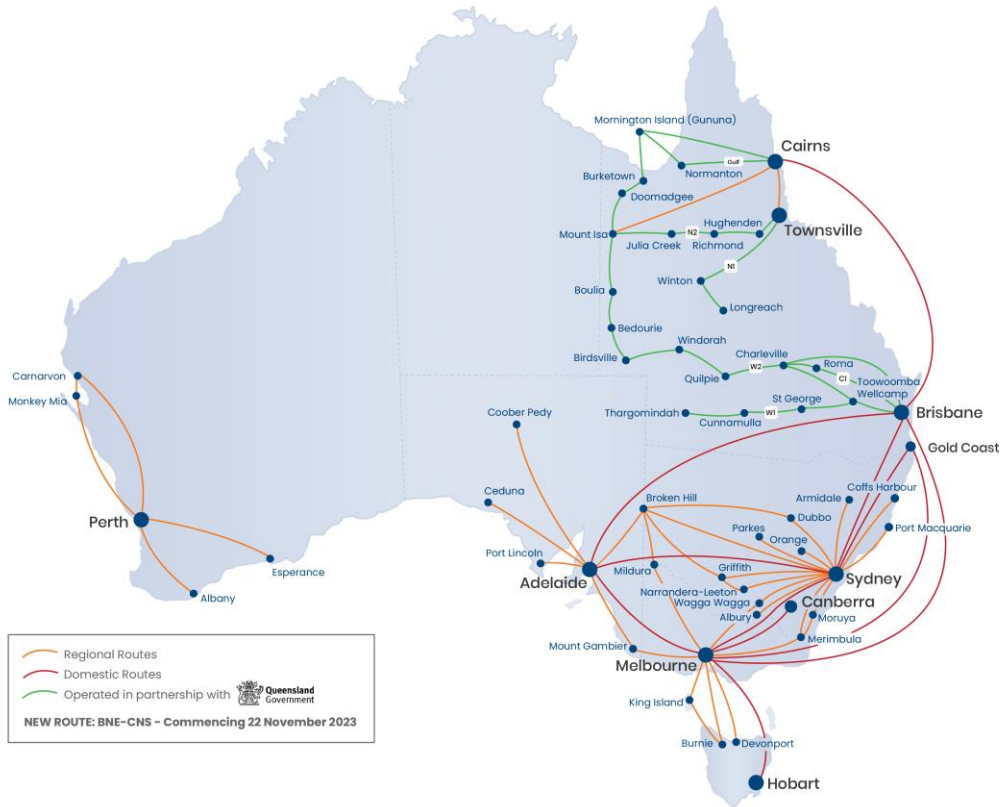 Mornington Island (Gununa)
Cairns
Gulf
Normanton
Burketown
Doomadgee
Hughenden
Townsville
Mount Isa
N2
Julia Creek
Richmond
N1
Winton
Boulia
Longreach
Bedourie
Windorah
Birdsville
Charleville
Roma
W2
C1
Quilpie
Toowoomba
Wellcamp
St George
Carnarvon
Monkey Mia
Coober Pedy
Thargomindah
W1
Cunnamulla
Brisbane
Gold Coast
Ceduna
Broken Hill
Armidale
Coffs Harbour
Perth
Dubbo
Parkes
Port Macquarie
Orange
Port Lincoln
Esperance
Adelaide
Mildura
Griffith
Sydney
Narrandera-Leeton
Wagga Wagga
Canberra
Albany
Albury
Moruya
Merimbula
Mount Gambier
Melbourne
Regional Routes
Domestic Routes
Operated in partnership with Queensland
Government
NEW ROUTE: BNE-CNS - Commencing 22 November 2023
King Island
Burnie
Devonport
Hobart